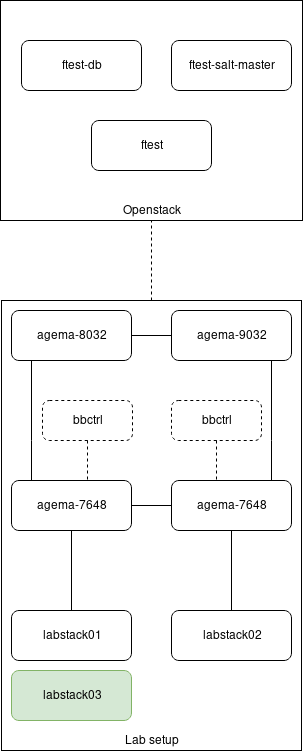 ftest-db
ftest-salt-master
ftest
Openstack
agema-8032
agema-9032
bbctrl
bbctrl
agema-7648
agema-7648
labstack01
labstack02
labstack03
Lab setup